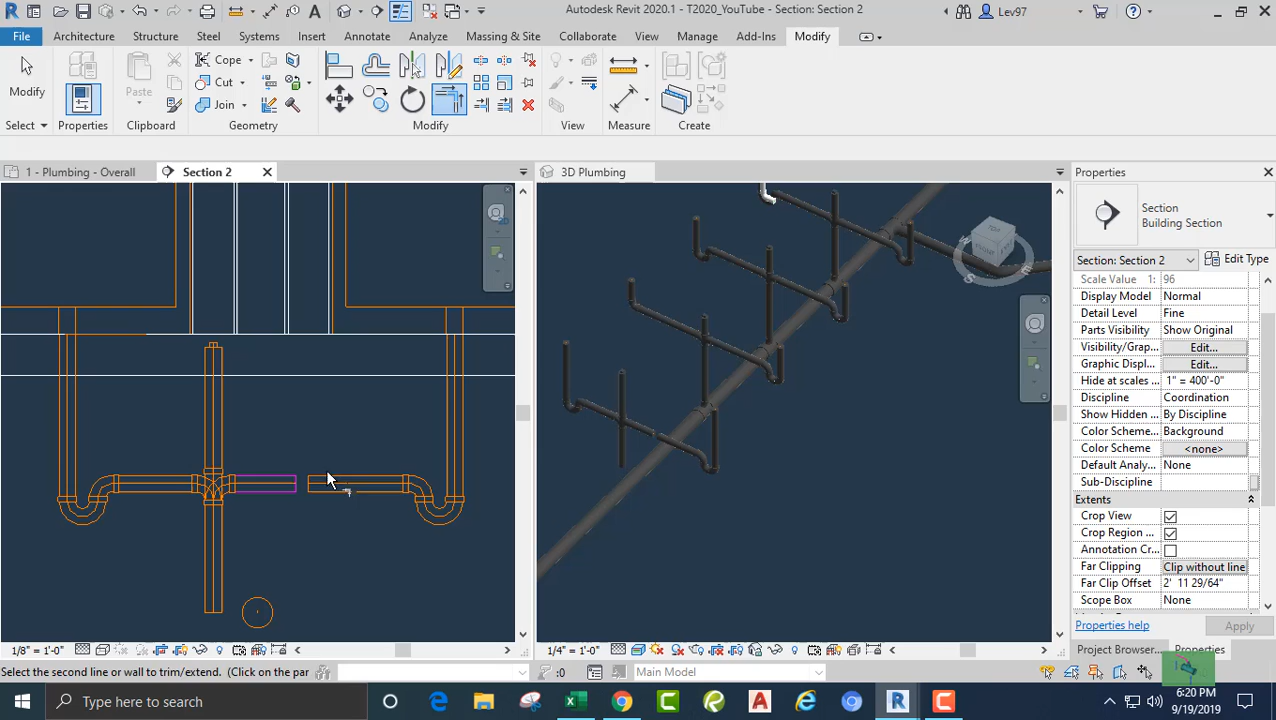 Autodesk Revit 2020.1 - T2020_YouTube - Section: Section 2
Lev97
File Architecture Structure Steel Systems Insert Annotate Analyze Massing & Site Collaborate View Manage Add-Ins Modify
Modify
Paste
Cope
Cut
Join
Select Properties Clipboard Geometry Modify View Measure Create
1 - Plumbing - Overall
Section 2
3D Plumbing
Properties
Section
Building Section
Section: Section 2
Edit Type
Scale Value 1: 96
Display Model Normal
Detail Level Fine
Parts Visibility Show Original
Visibility/Grap... Edit...
Graphic Displ... Edit...
Hide at scales ... 1" = 400'-0"
Discipline Coordination
Show Hidden ... By Discipline
Color Scheme... Background
Color Scheme <none>
Default Analy... None
Sub-Discipline
Extents
Crop View
Crop Region ...
Annotation Cr...
Far Clipping Clip without line
Far Clip Offset 2' 11 29/64"
Scope Box None
Properties help
Apply
Project Browser... Properties
1/8" = 1'-0"
1/4" = 1'-0"
Select the second line or wall to trim/extend. (Click on the par
:0
Main Model
Type here to search
6:20 PM
9/19/2019